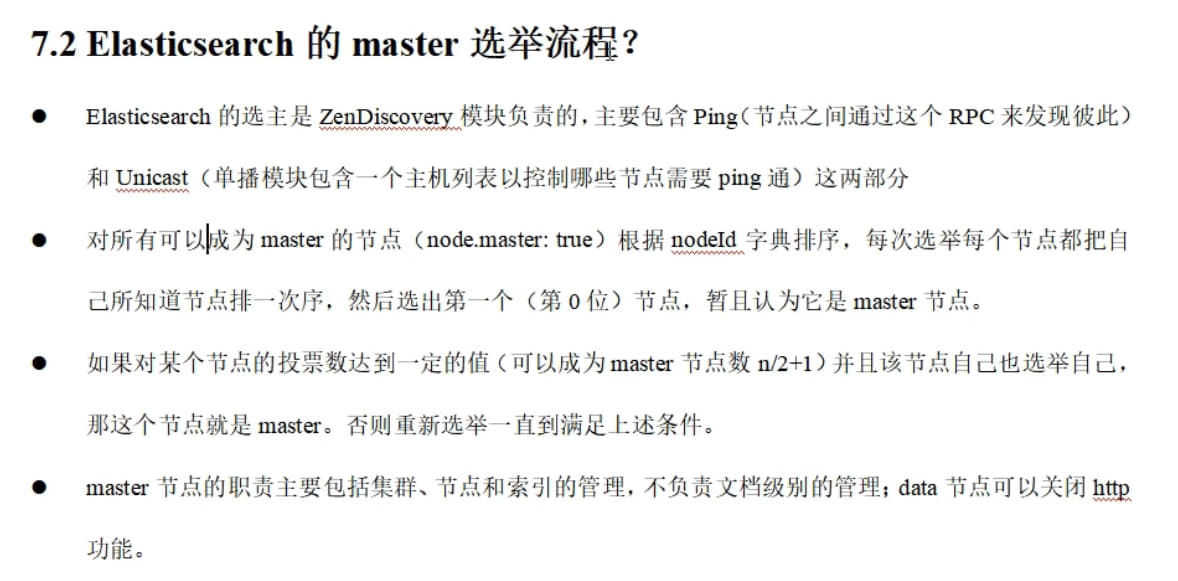 7.2 Elasticsearch 的 master 选举流程？
● Elasticsearch 的选主是 ZenDiscovery 模块负责的，主要包含 Ping（节点之间通过这个 RPC 来发现彼此）
和 Unicast（单播模块包含一个主机列表以控制哪些节点需要 ping 通）这两部分
● 对所有可以成为 master 的节点（node.master: true）根据 nodeId 字典排序，每次选举每个节点都把自
己所知道节点排一次序，然后选出第一个（第 0 位）节点，暂且认为它是 master 节点。
● 如果对某个节点的投票数达到一定的值（可以成为 master 节点数 n/2+1）并且该节点自己也选举自己，
那这个节点就是 master。否则重新选举一直到满足上述条件。
● master 节点的职责主要包括集群、节点和索引的管理，不负责文档级别的管理；data 节点可以关闭 http
功能。